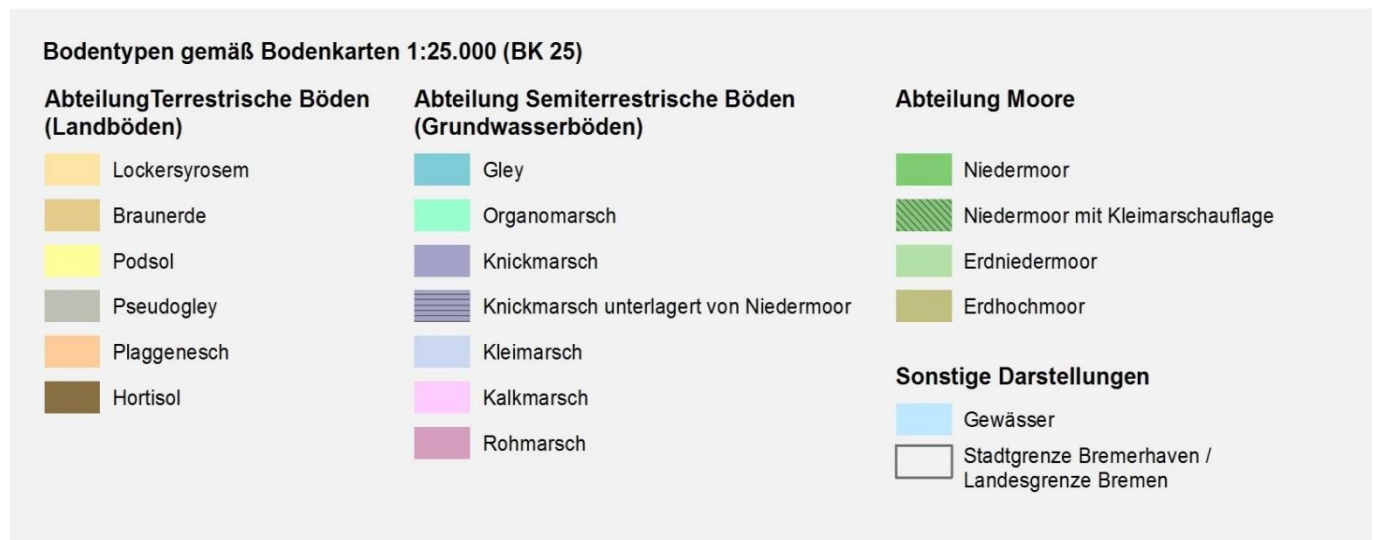 Bodentypen gemäß Bodenkarten 1:25.000 (BK 25)
AbteilungTerrestrische Böden
(Landböden)
Lockersyrosem
Braunerde
Podsol
Pseudogley
Plaggenesch
Hortisol
Abteilung Semiterrestrische Böden
(Grundwasserböden)
Gley
Organomarsch
Knickmarsch
Knickmarsch unterlagert von Niedermoor
Kleimarsch
Kalkmarsch
Rohmarsch
Abteilung Moore
Niedermoor
Niedermoor mit Kleimarschauflage
Erdniedermoor
Erdhochmoor
Sonstige Darstellungen
Gewässer
Stadtgrenze Bremerhaven /
Landesgrenze Bremen